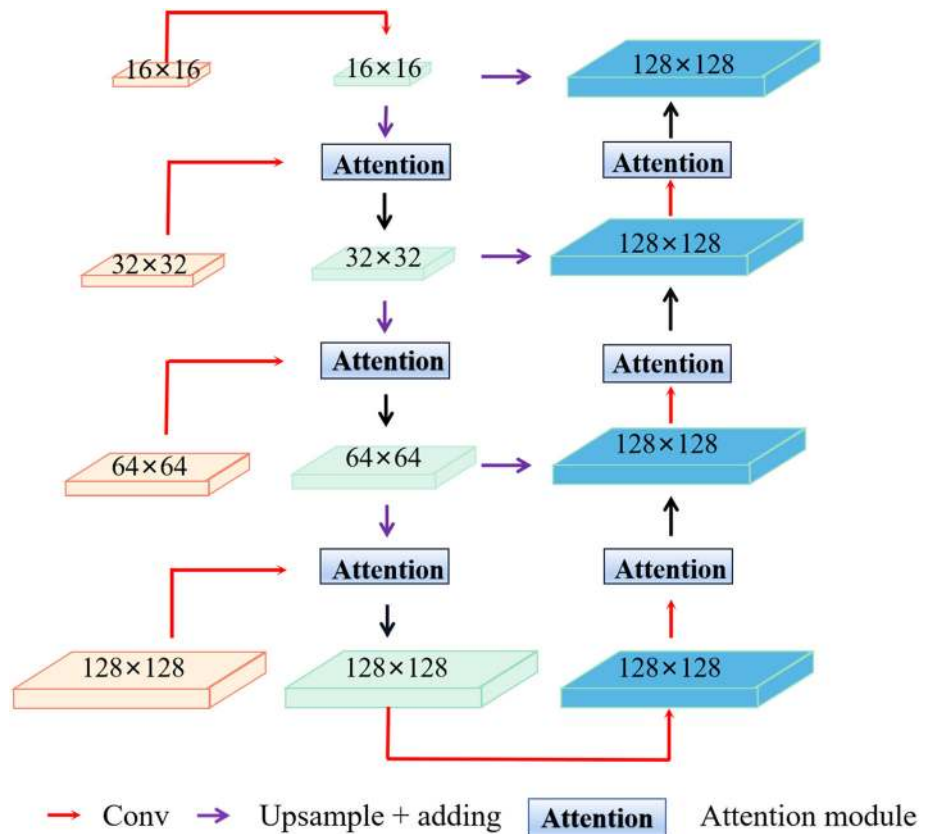 16×16 16×16 128×128
Attention Attention
32×32 32×32 128×128
Attention Attention
64×64 64×64 128×128
Attention Attention
128×128 128×128 128×128
Conv Upsample + adding Attention Attention module